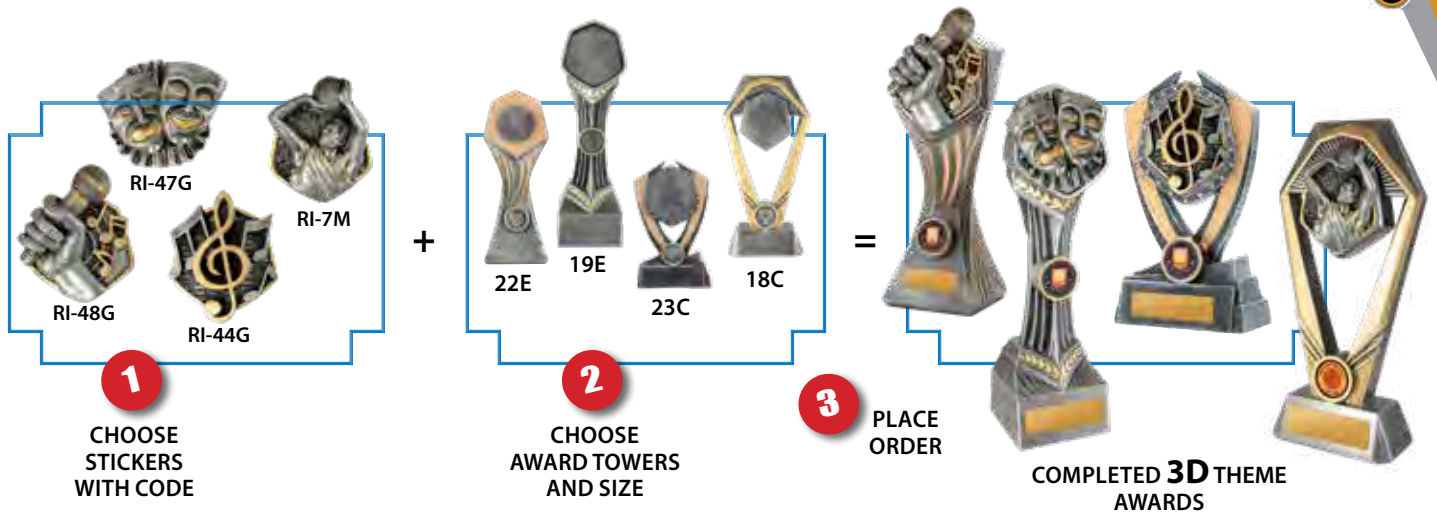 RI-47G
RI-7M
RI-48G
RI-44G
1
CHOOSE
STICKERS
WITH CODE
+
22E
19E
23C
18C
2
CHOOSE
AWARD TOWERS
AND SIZE
=
3
PLACE
ORDER
COMPLETED 3D THEME
AWARDS